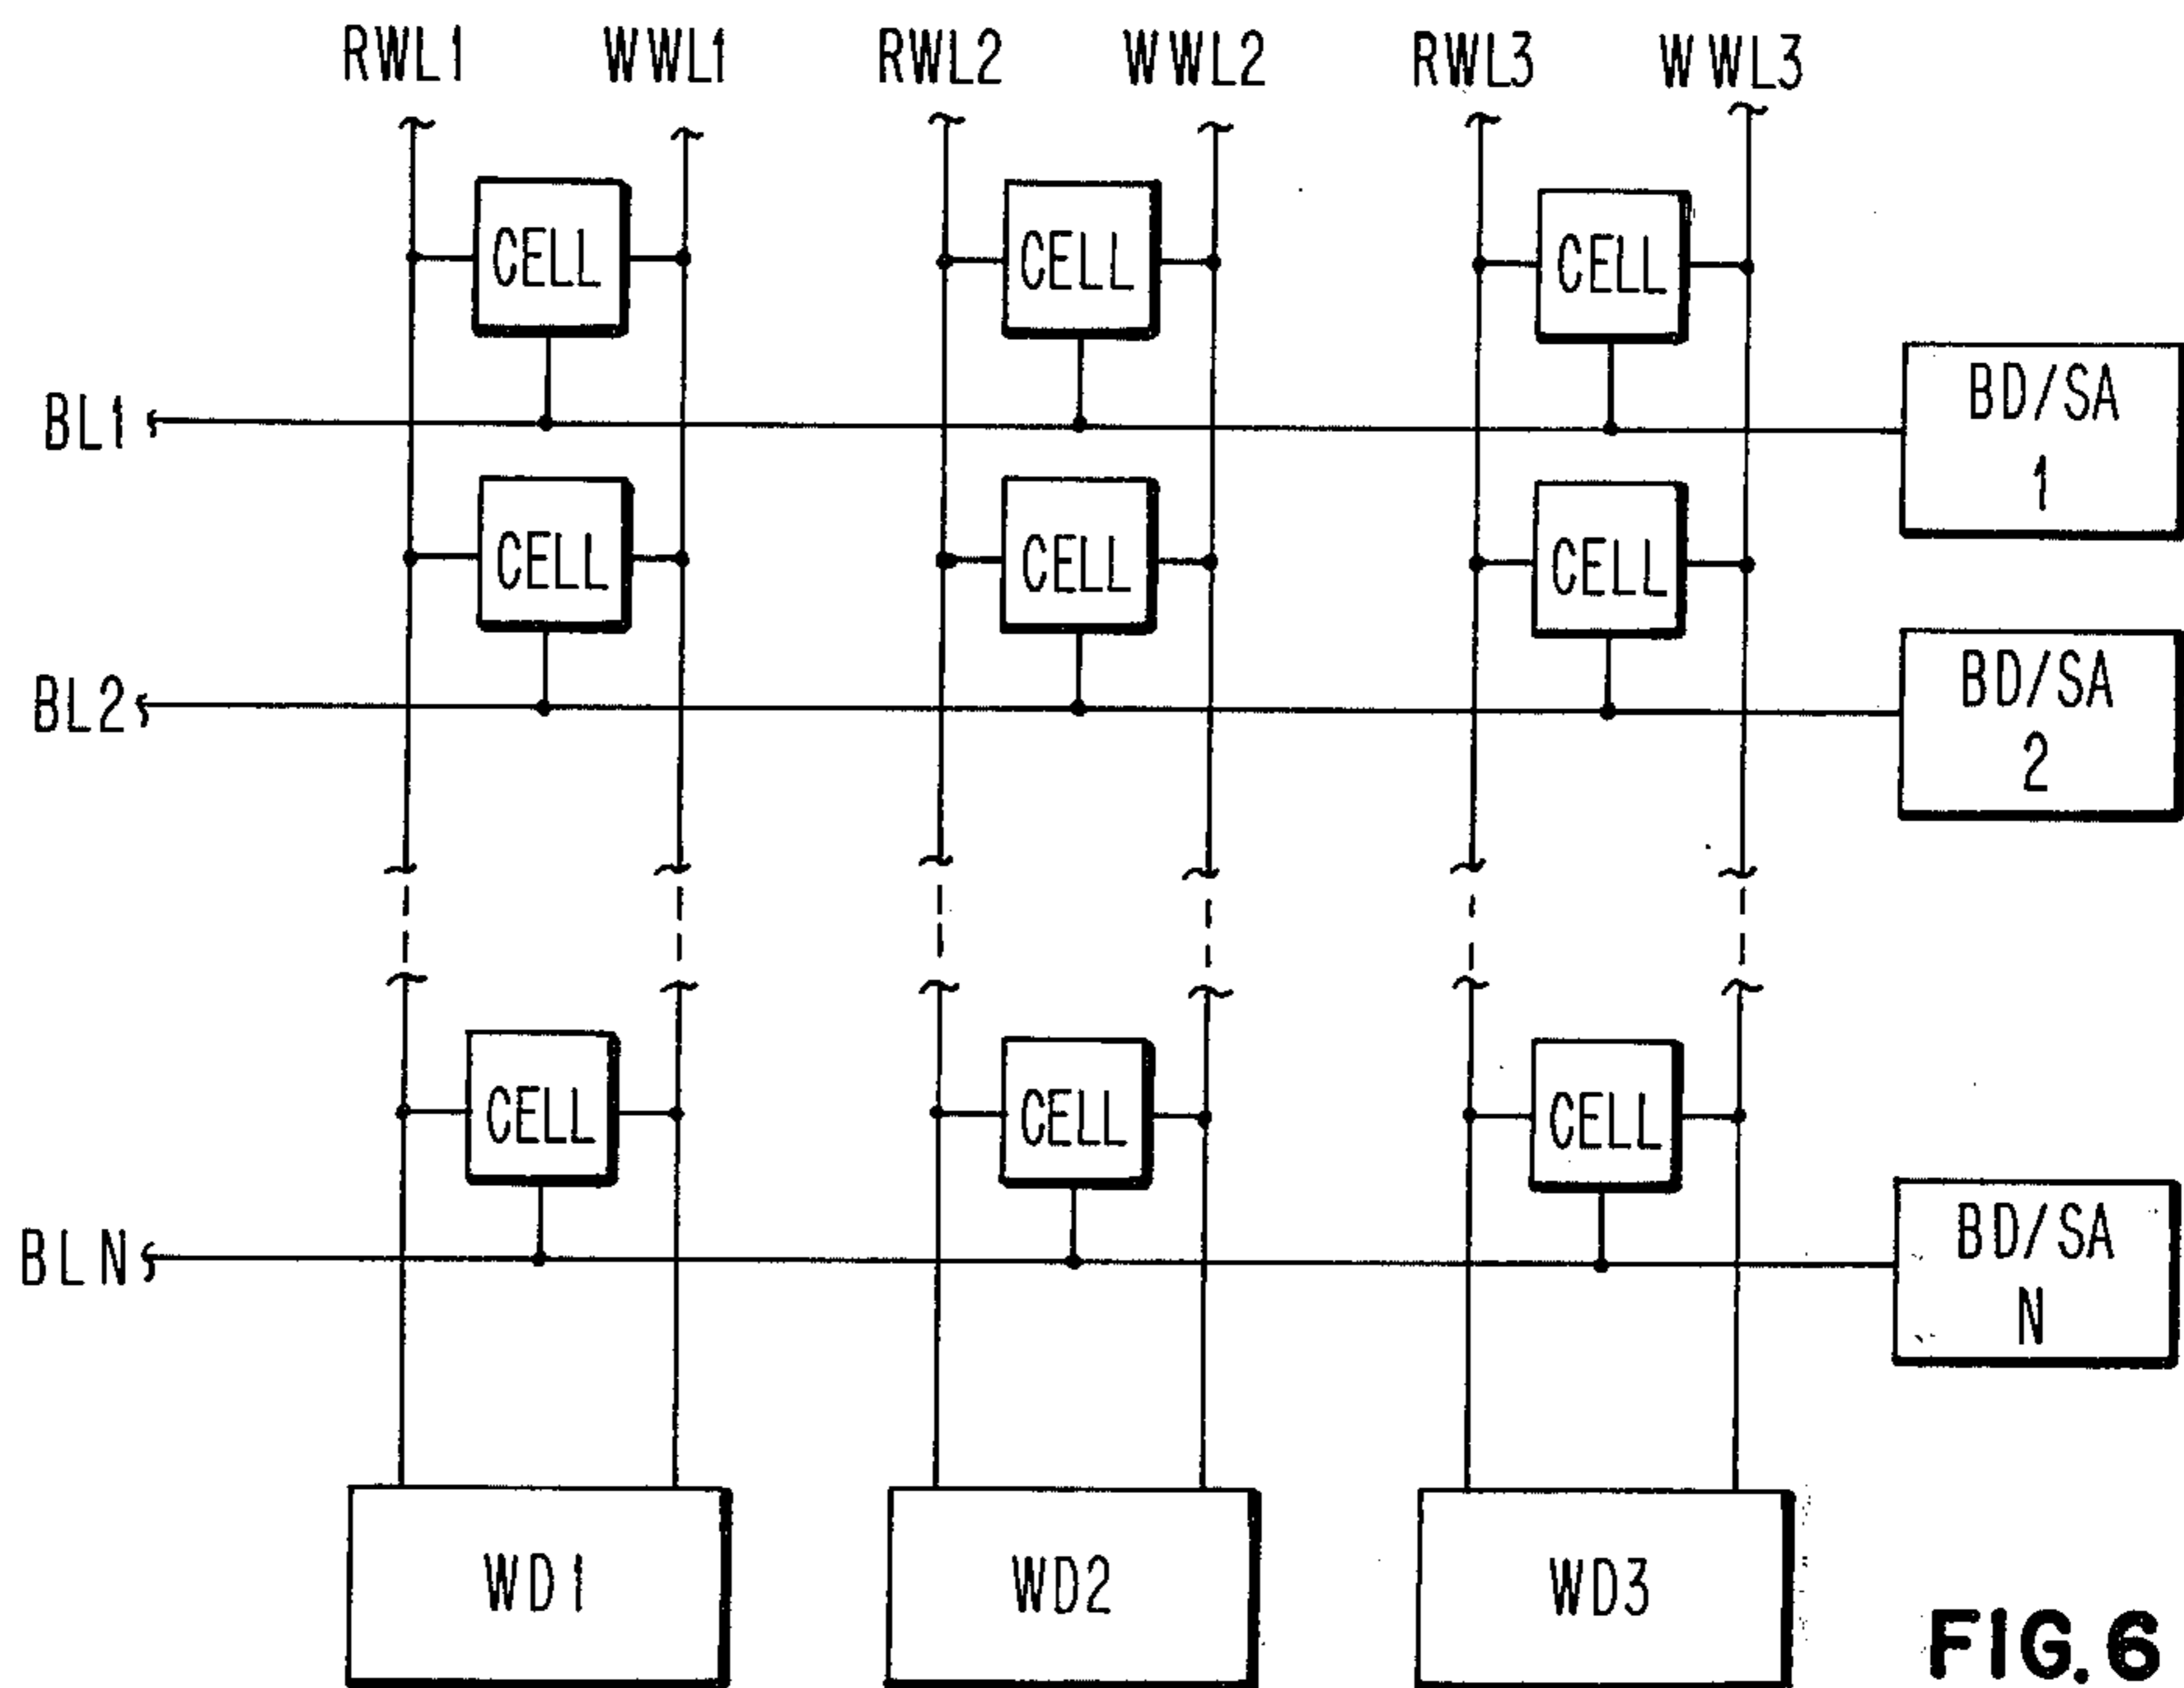 RWL1 WWL1 RWL2 WWL2 RWL3 WWL3
CELL CELL CELL
BD/SA
1
BL1
CELL CELL CELL
BD/SA
2
BL2
CELL CELL CELL
BD/SA
N
BLN
WD1 WD2 WD3
FIG.6